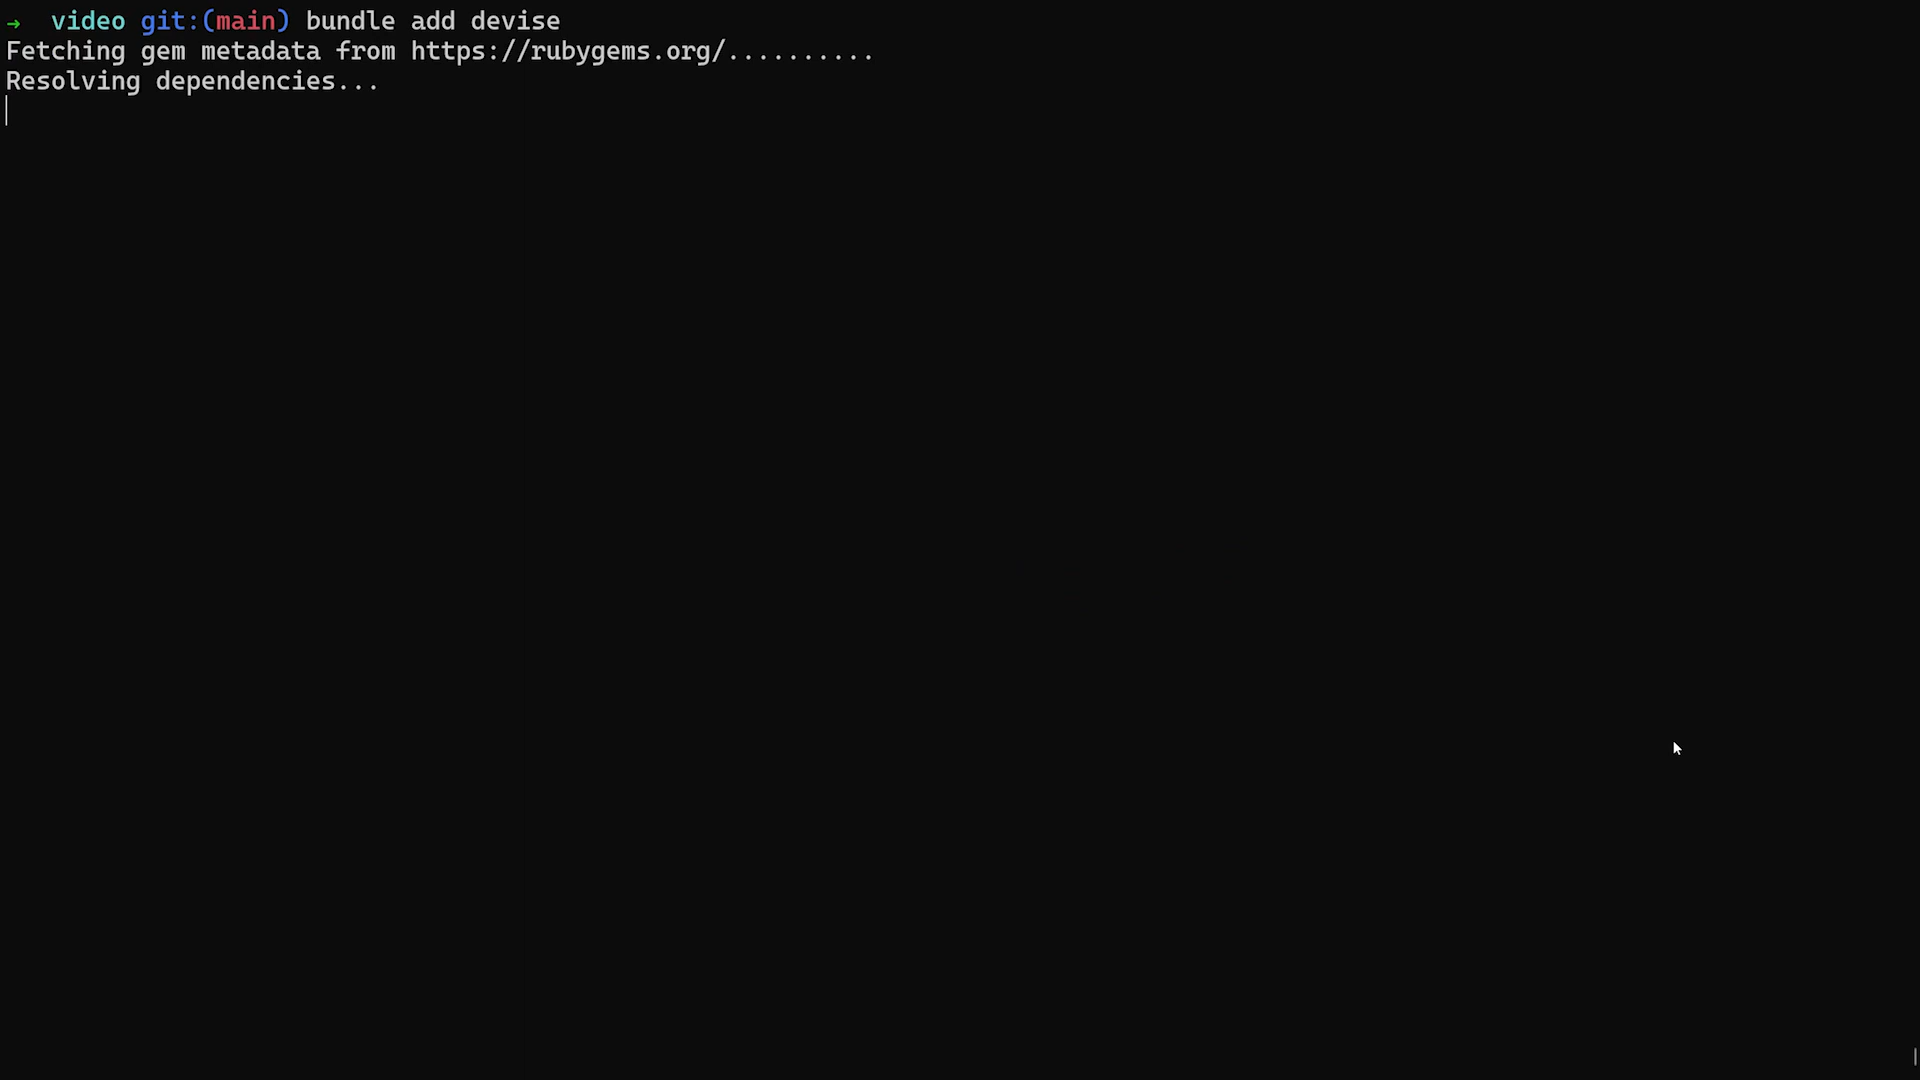 → video git:(main) bundle add devise
Fetching gem metadata from https://rubygems.org/..........
Resolving dependencies...